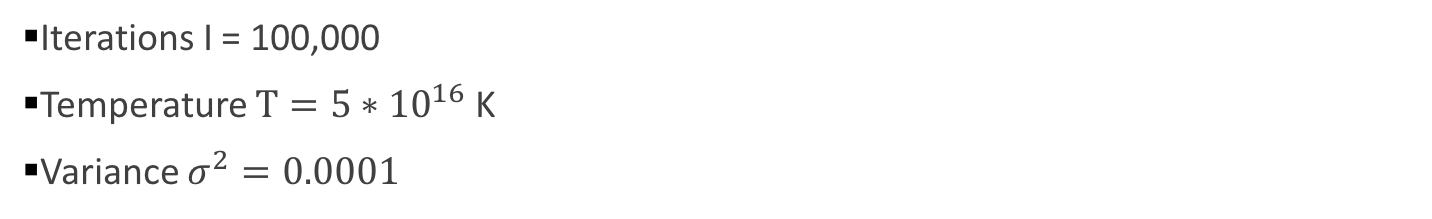 ▪Iterations I = 100,000
▪Temperature T = 5 ∗ 10¹⁶ K
▪Variance σ² = 0.0001